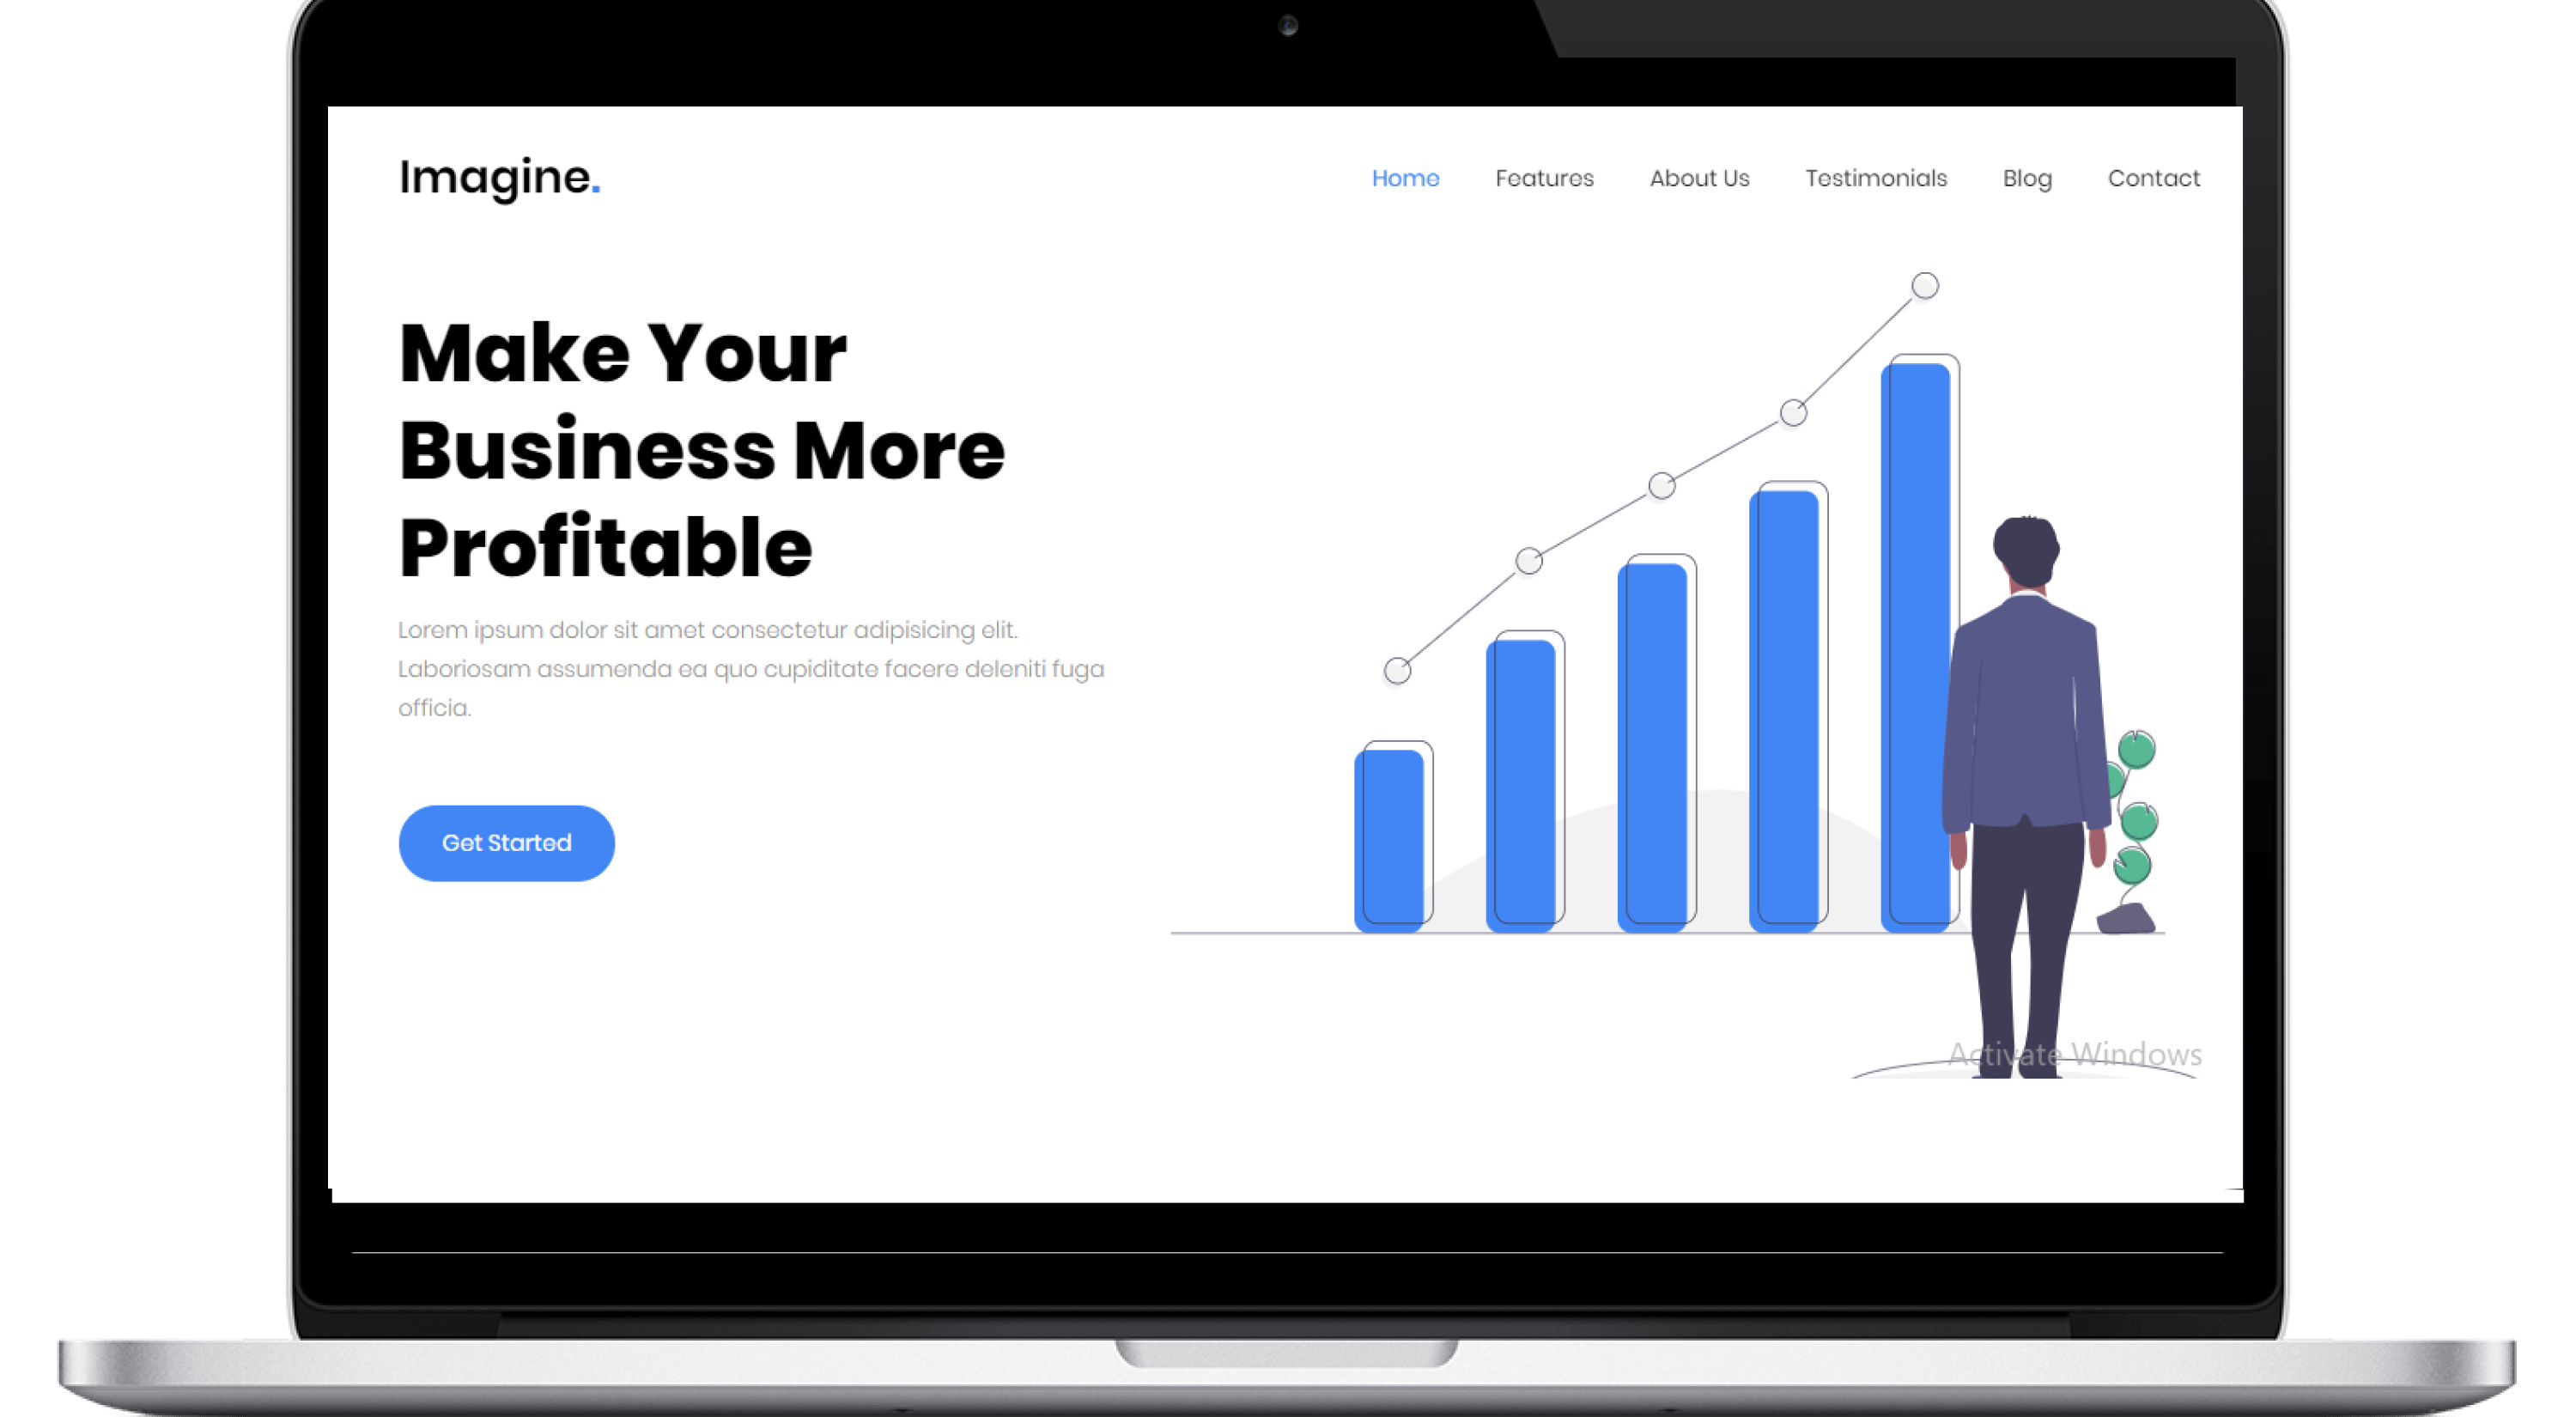 Imagine.
Home Features About Us Testimonials Blog Contact
Make Your
Business More
Profitable
Lorem ipsum dolor sit amet consectetur adipisicing elit.
Laboriosam assumenda ea quo cupiditate facere deleniti fuga
officia.
Get Started
Activate Windows